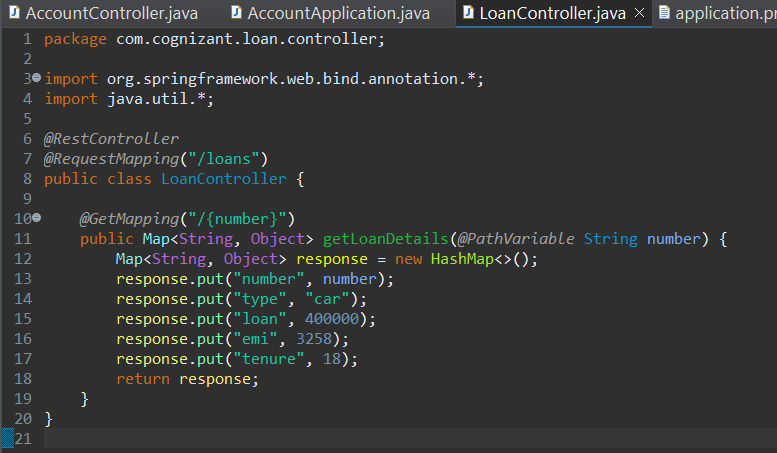 AccountController.java AccountApplication.java LoanController.java application.pr
1 package com.cognizant.loan.controller;
2
3 import org.springframework.web.bind.annotation.*;
4 import java.util.*;
5
6 @RestController
7 @RequestMapping("/loans")
8 public class LoanController {
9
10     @GetMapping("/{number}")
11     public Map<String, Object> getLoanDetails(@PathVariable String number) {
12         Map<String, Object> response = new HashMap<>();
13         response.put("number", number);
14         response.put("type", "car");
15         response.put("loan", 400000);
16         response.put("emi", 3258);
17         response.put("tenure", 18);
18         return response;
19     }
20 }
21